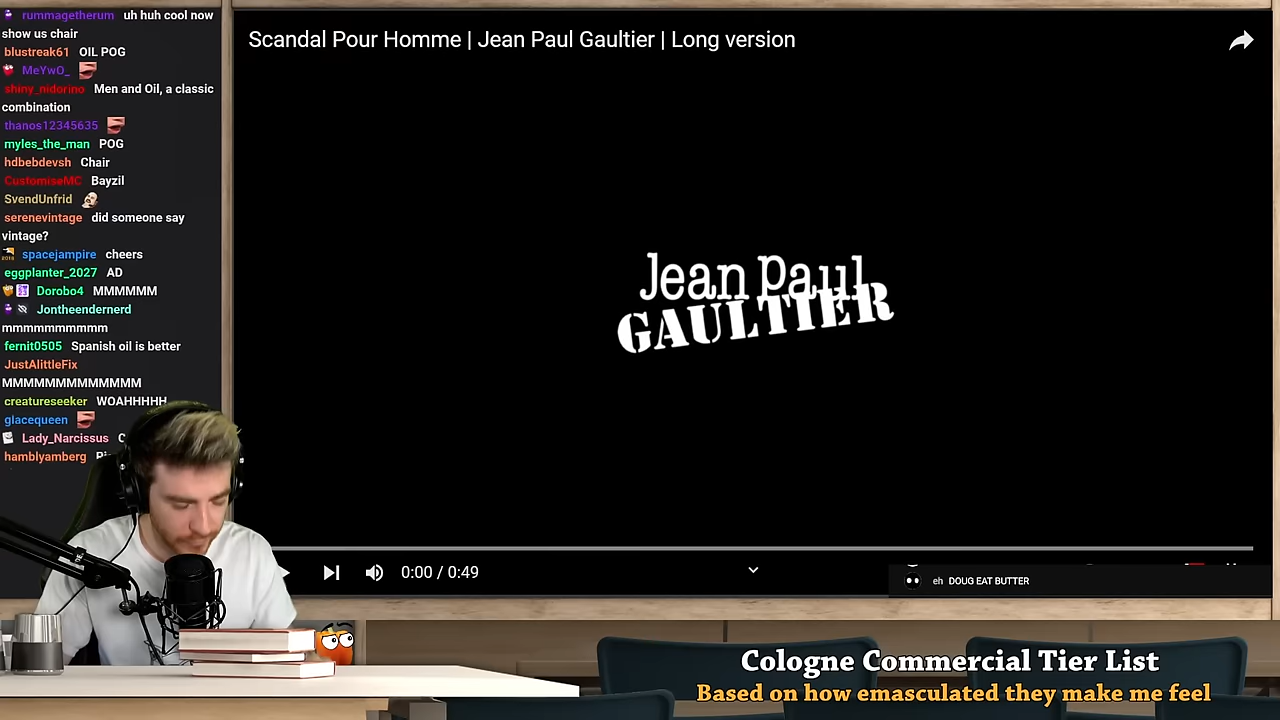 rummagetherum uh huh cool now
show us chair
blustreak61 OIL POG
MeYwO_
shiny_nidorino Men and Oil, a classic
combination
thanos12345635
myles_the_man POG
hdbebdevsh Chair
CustomiseMC Bayzil
SvendUnfrid
serenevintage did someone say
vintage?
spacejampire cheers
eggplanter_2027 AD
Dorobo4 MMMMMM
Jontheendernerd
mmmmmmmmmm
fernit0505 Spanish oil is better
JustAlittleFix
MMMMMMMMMMMMM
creatureseeker WOAHHHHH
glacequeen
Lady_Narcissus
hamblyamberg
Scandal Pour Homme | Jean Paul Gaultier | Long version
Jean Paul
GAULTIER
0:00 / 0:49
eh DOUG EAT BUTTER
Cologne Commercial Tier List
Based on how emasculated they make me feel